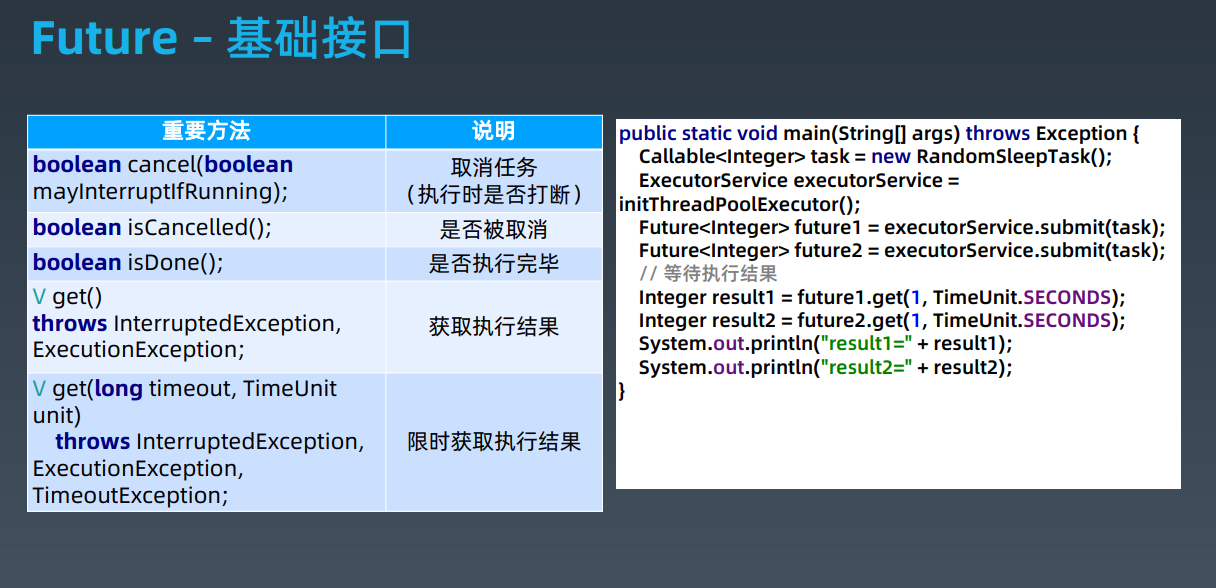 Future – 基础接口
重要方法
说明
boolean cancel(boolean
mayInterruptIfRunning);
取消任务
（执行时是否打断）
boolean isCancelled();
是否被取消
boolean isDone();
是否执行完毕
V get()
throws InterruptedException,
ExecutionException;
获取执行结果
V get(long timeout, TimeUnit
unit)
throws InterruptedException,
ExecutionException,
TimeoutException;
限时获取执行结果
public static void main(String[] args) throws Exception {
Callable<Integer> task = new RandomSleepTask();
ExecutorService executorService =
initThreadPoolExecutor();
Future<Integer> future1 = executorService.submit(task);
Future<Integer> future2 = executorService.submit(task);
// 等待执行结果
Integer result1 = future1.get(1, TimeUnit.SECONDS);
Integer result2 = future2.get(1, TimeUnit.SECONDS);
System.out.println("result1=" + result1);
System.out.println("result2=" + result2);
}